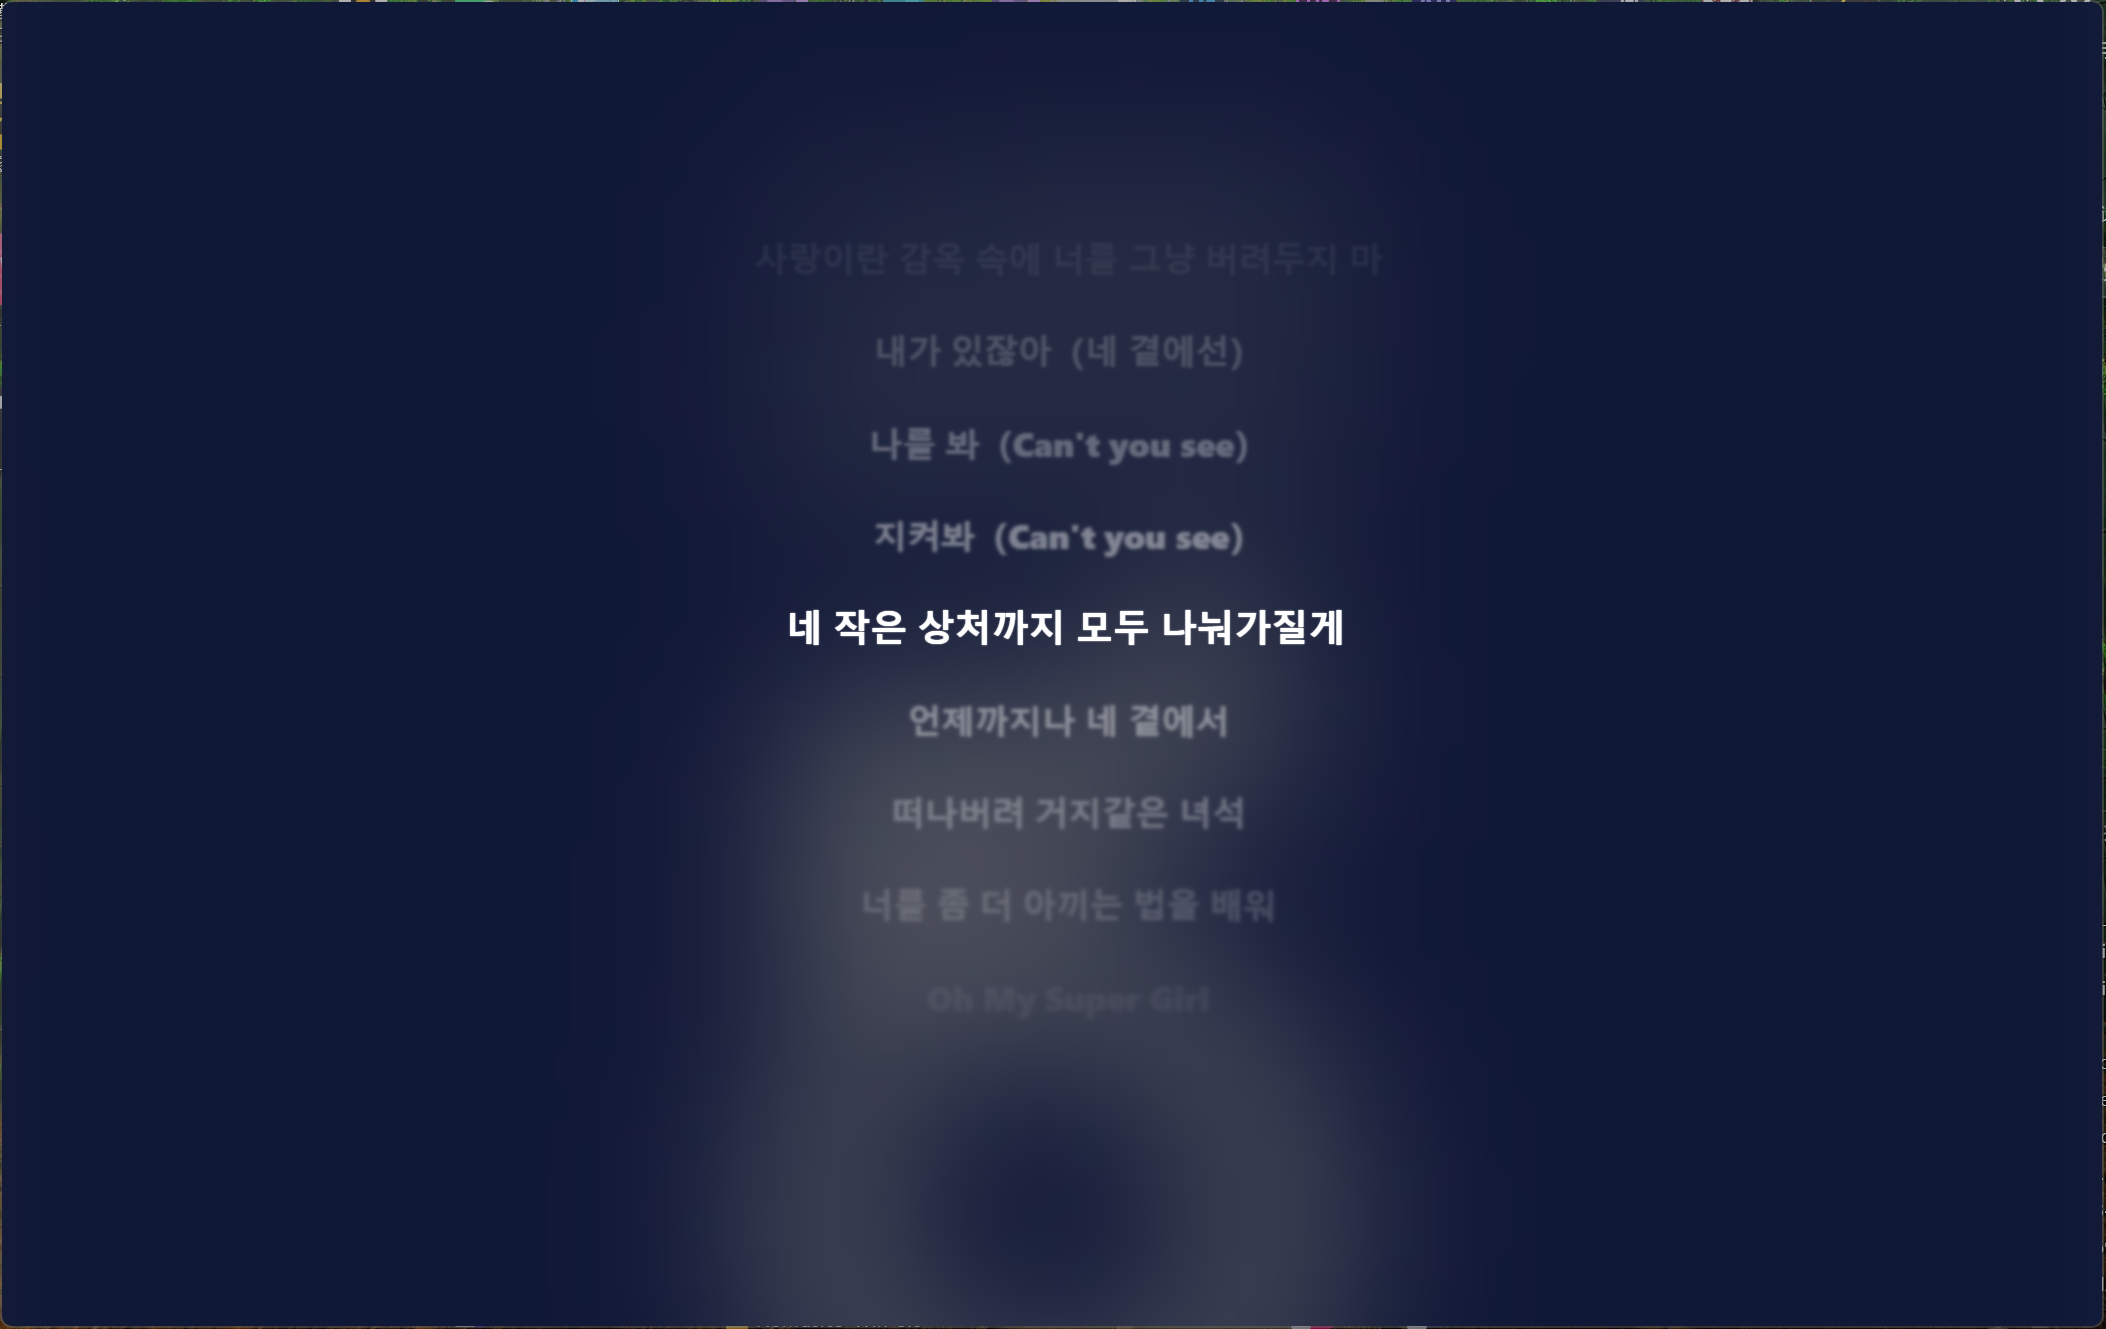 사랑이란 감옥 속에 너를 그냥 버려두지 마
내가 있잖아 (네 곁에선)
나를 봐 (Can't you see)
지켜봐 (Can't you see)
네 작은 상처까지 모두 나눠가질게
언제까지나 네 곁에서
떠나버려 거지같은 녀석
너를 좀 더 아끼는 법을 배워
Oh My Super Girl